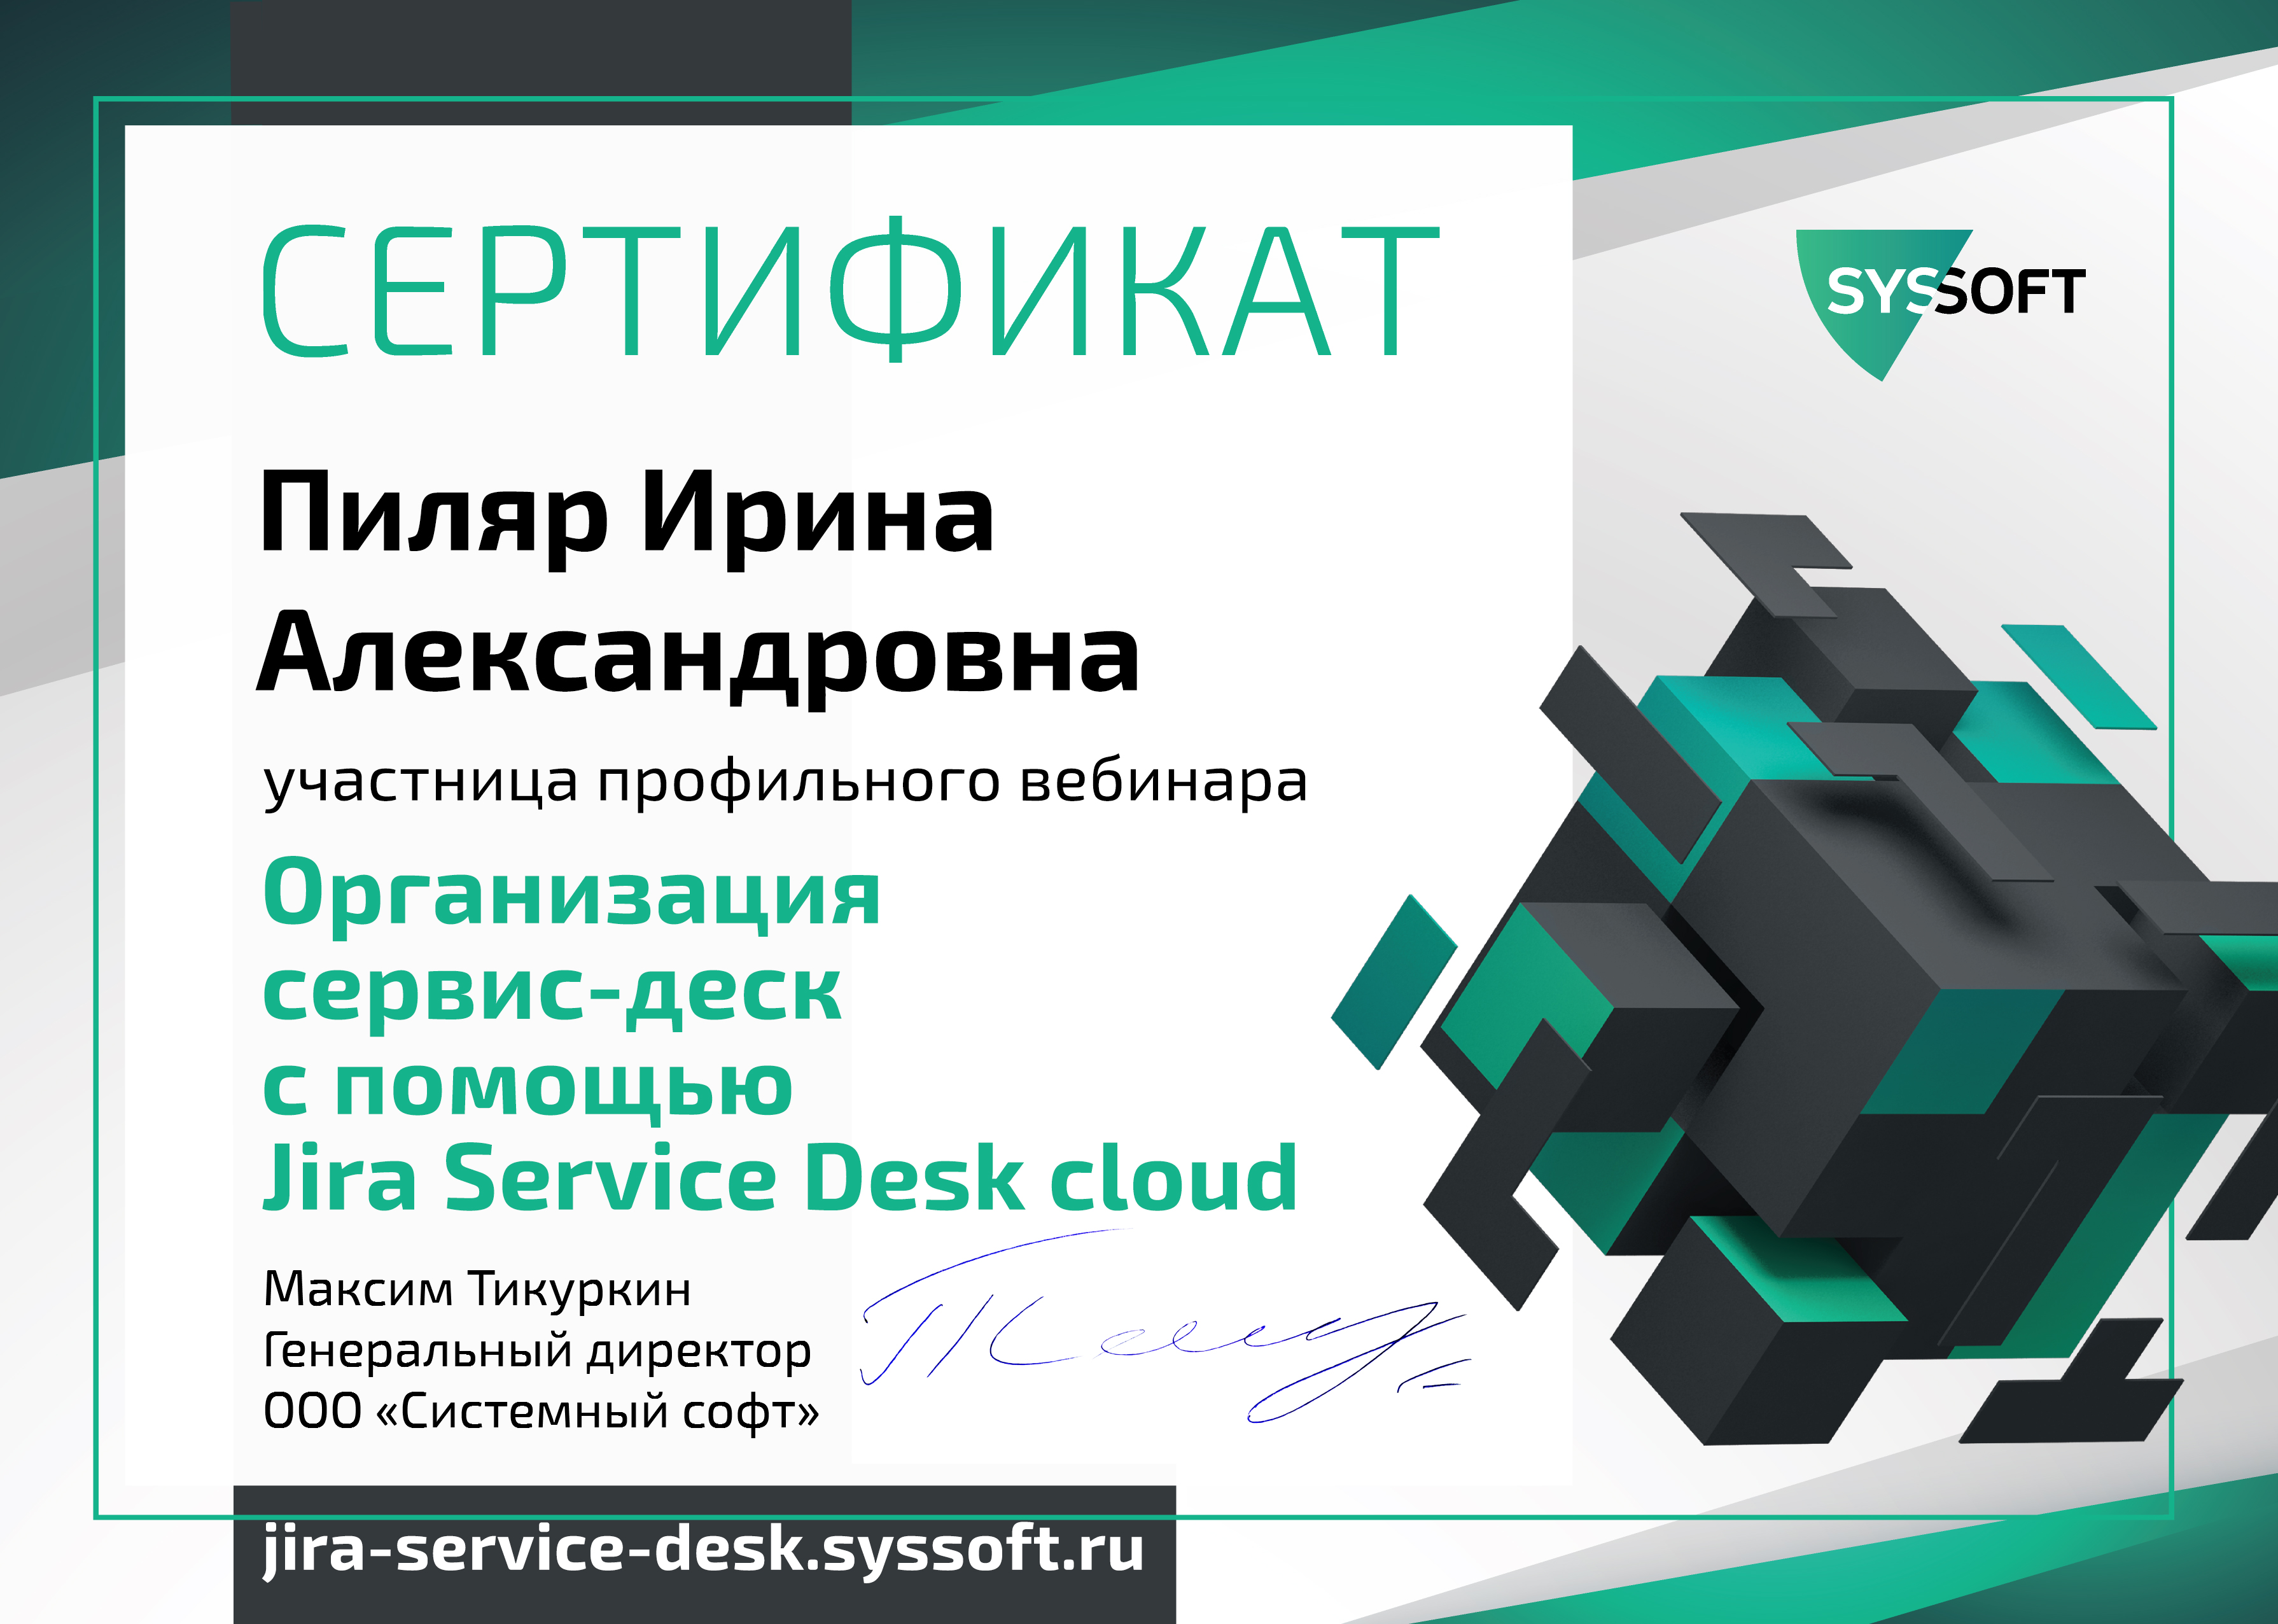 СЕРТИФИКАТ
SYSSOFT
Пиляр Ирина
Александровна
участница профильного вебинара
Организация
сервис-деск
с помощью
Jira Service Desk cloud
Максим Тикуркин
Генеральный директор
ООО «Системный софт»
jira-service-desk.syssoft.ru